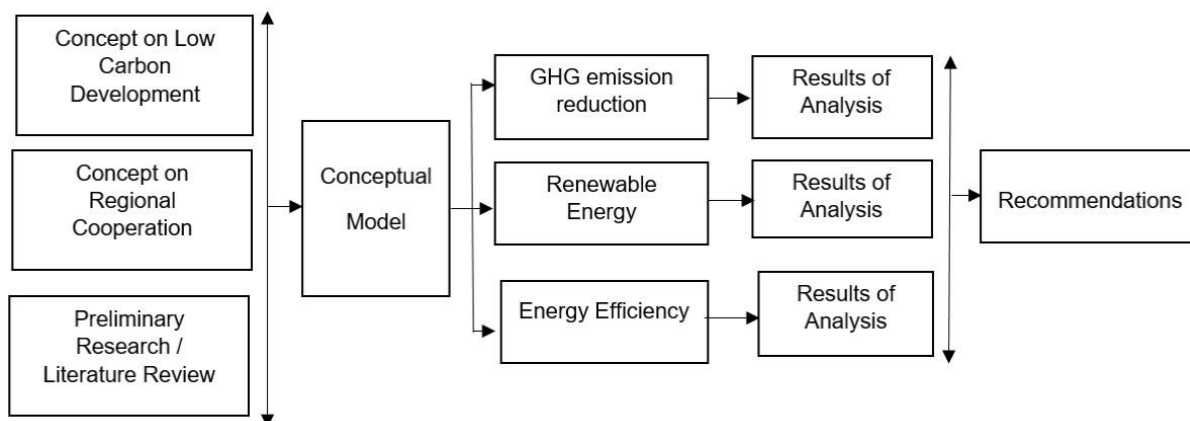 Concept on Low
Carbon
Development
Concept on
Regional
Cooperation
Preliminary
Research /
Literature Review
Conceptual
Model
GHG emission
reduction
Renewable
Energy
Energy Efficiency
Results of
Analysis
Results of
Analysis
Results of
Analysis
Recommendations